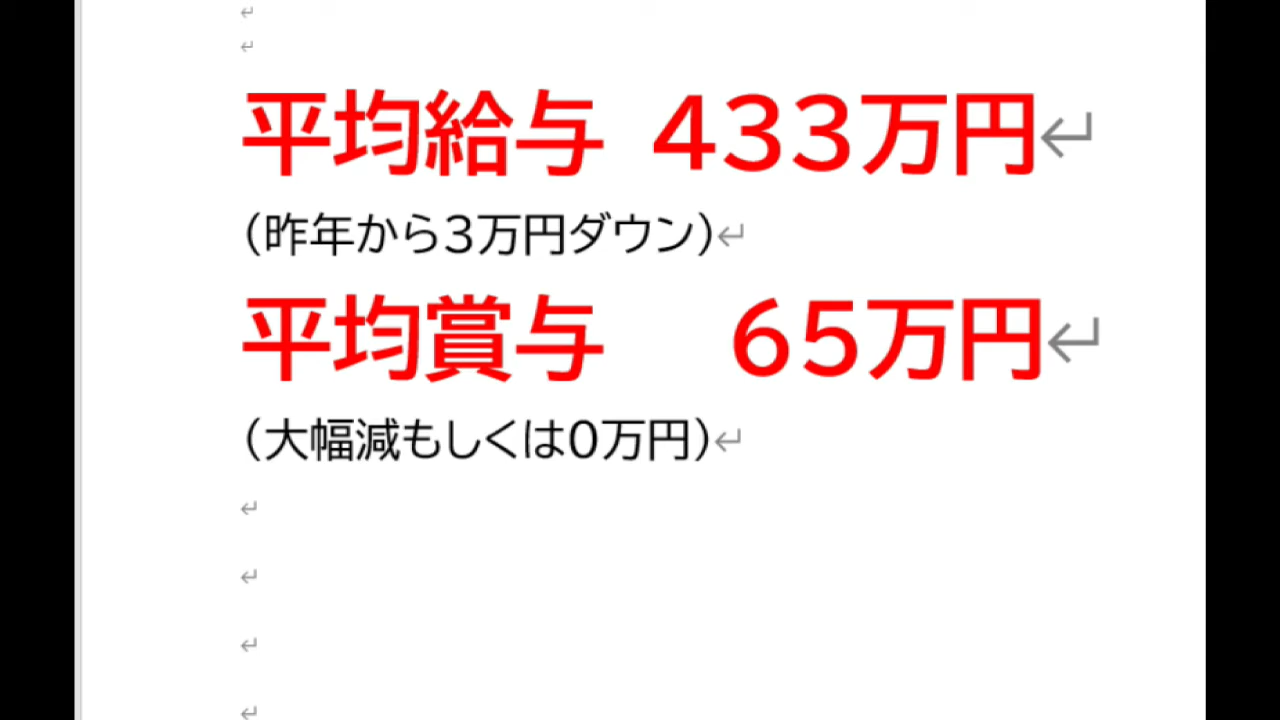 平均給与 433万円
(昨年から3万円ダウン)
平均賞与　65万円
(大幅減もしくは0万円)